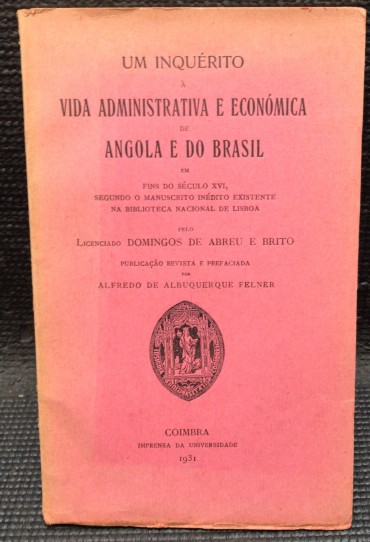 UM INQUÉRITO
À
VIDA ADMINISTRATIVA E ECONÓMICA
DE
ANGOLA E DO BRASIL
EM
FINS DO SÉCULO XVI,
SEGUNDO O MANUSCRITO INÉDITO EXISTENTE
NA BIBLIOTECA NACIONAL DE LISBOA
PELO
LICENCIADO DOMINGOS DE ABREU E BRITO
PUBLICAÇÃO REVISTA E PREFACIADA
POR
ALFREDO DE ALBUQUERQUE FELNER
COIMBRA
IMPRENSA DA UNIVERSIDADE
1931